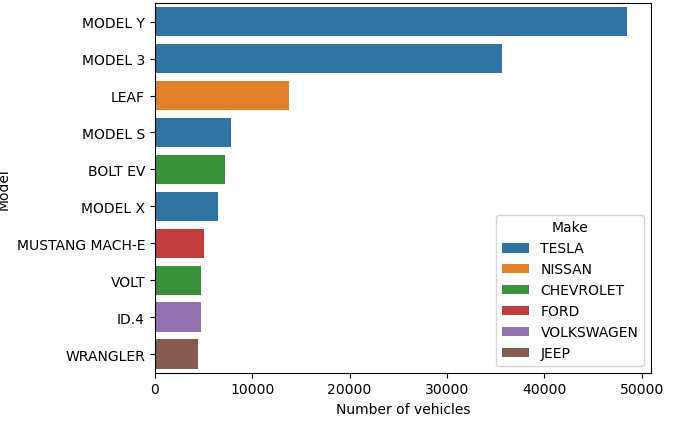 MODEL Y
MODEL 3
LEAF
MODEL S
BOLT EV
MODEL X
MUSTANG MACH-E
VOLT
ID.4
WRANGLER
Model
Make
TESLA
NISSAN
CHEVROLET
FORD
VOLKSWAGEN
JEEP
0 10000 20000 30000 40000 50000
Number of vehicles